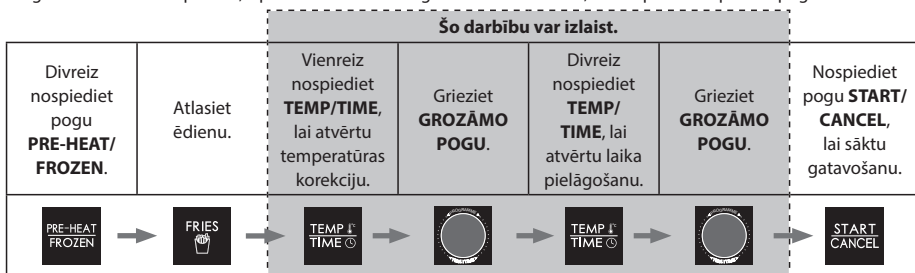 Šo darbību var izlaist.
Divreiz
nospiediet
pogu
PRE-HEAT/
FROZEN.
Atlasiet
ēdienu.
Vienreiz
nospiediet
TEMP/TIME,
lai atvērtu
temperatūras
korekciju.
Grieziet
GROZĀMO
POGU.
Divreiz
nospiediet
TEMP/
TIME, lai
atvērtu laika
pielāgošanu.
Grieziet
GROZĀMO
POGU.
Nospiediet
pogu START/
CANCEL,
lai sāktu
gatavošanu.
PRE-HEAT
FROZEN
FRIES
TEMP
TIME
TEMP
TIME
START
CANCEL